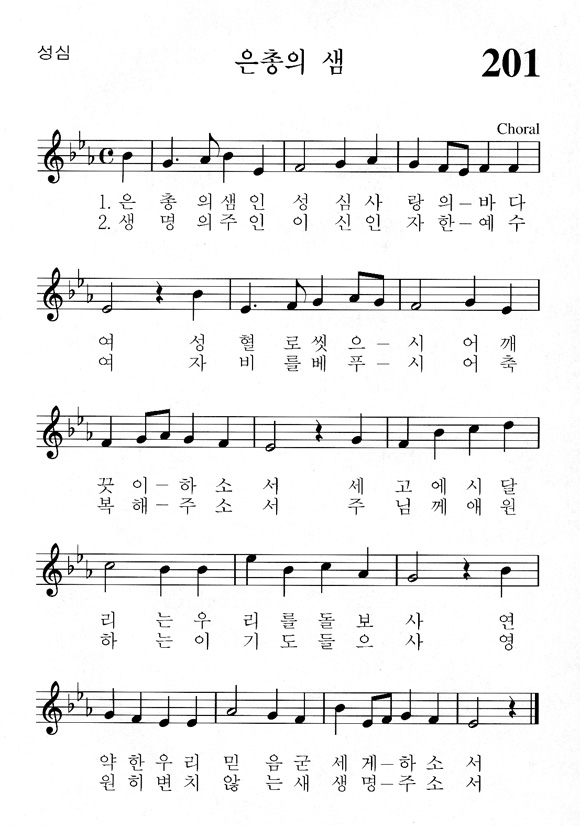 성심
은총의 샘
201
Choral
1. 은 총 의 샘 인 성 심 사 랑 의 – 바 다
2. 생 명 의 주 인 이 신 인 자 한 – 예 수
여 성 혈 로 씻 으 – 시 어 깨
여 자 비 를 베 푸 – 시 어 축
끗 이 – 하 소 서 세 고 에 시 달
복 해 – 주 소 서 주 님 께 애 원
리 는 우 리 를 돌 보 사 연
하 는 이 기 도 들 으 사 영
약 한 우 리 믿 음 굳 세 게 – 하 소 서
원 히 변 치 않 는 새 생 명 – 주 소 서